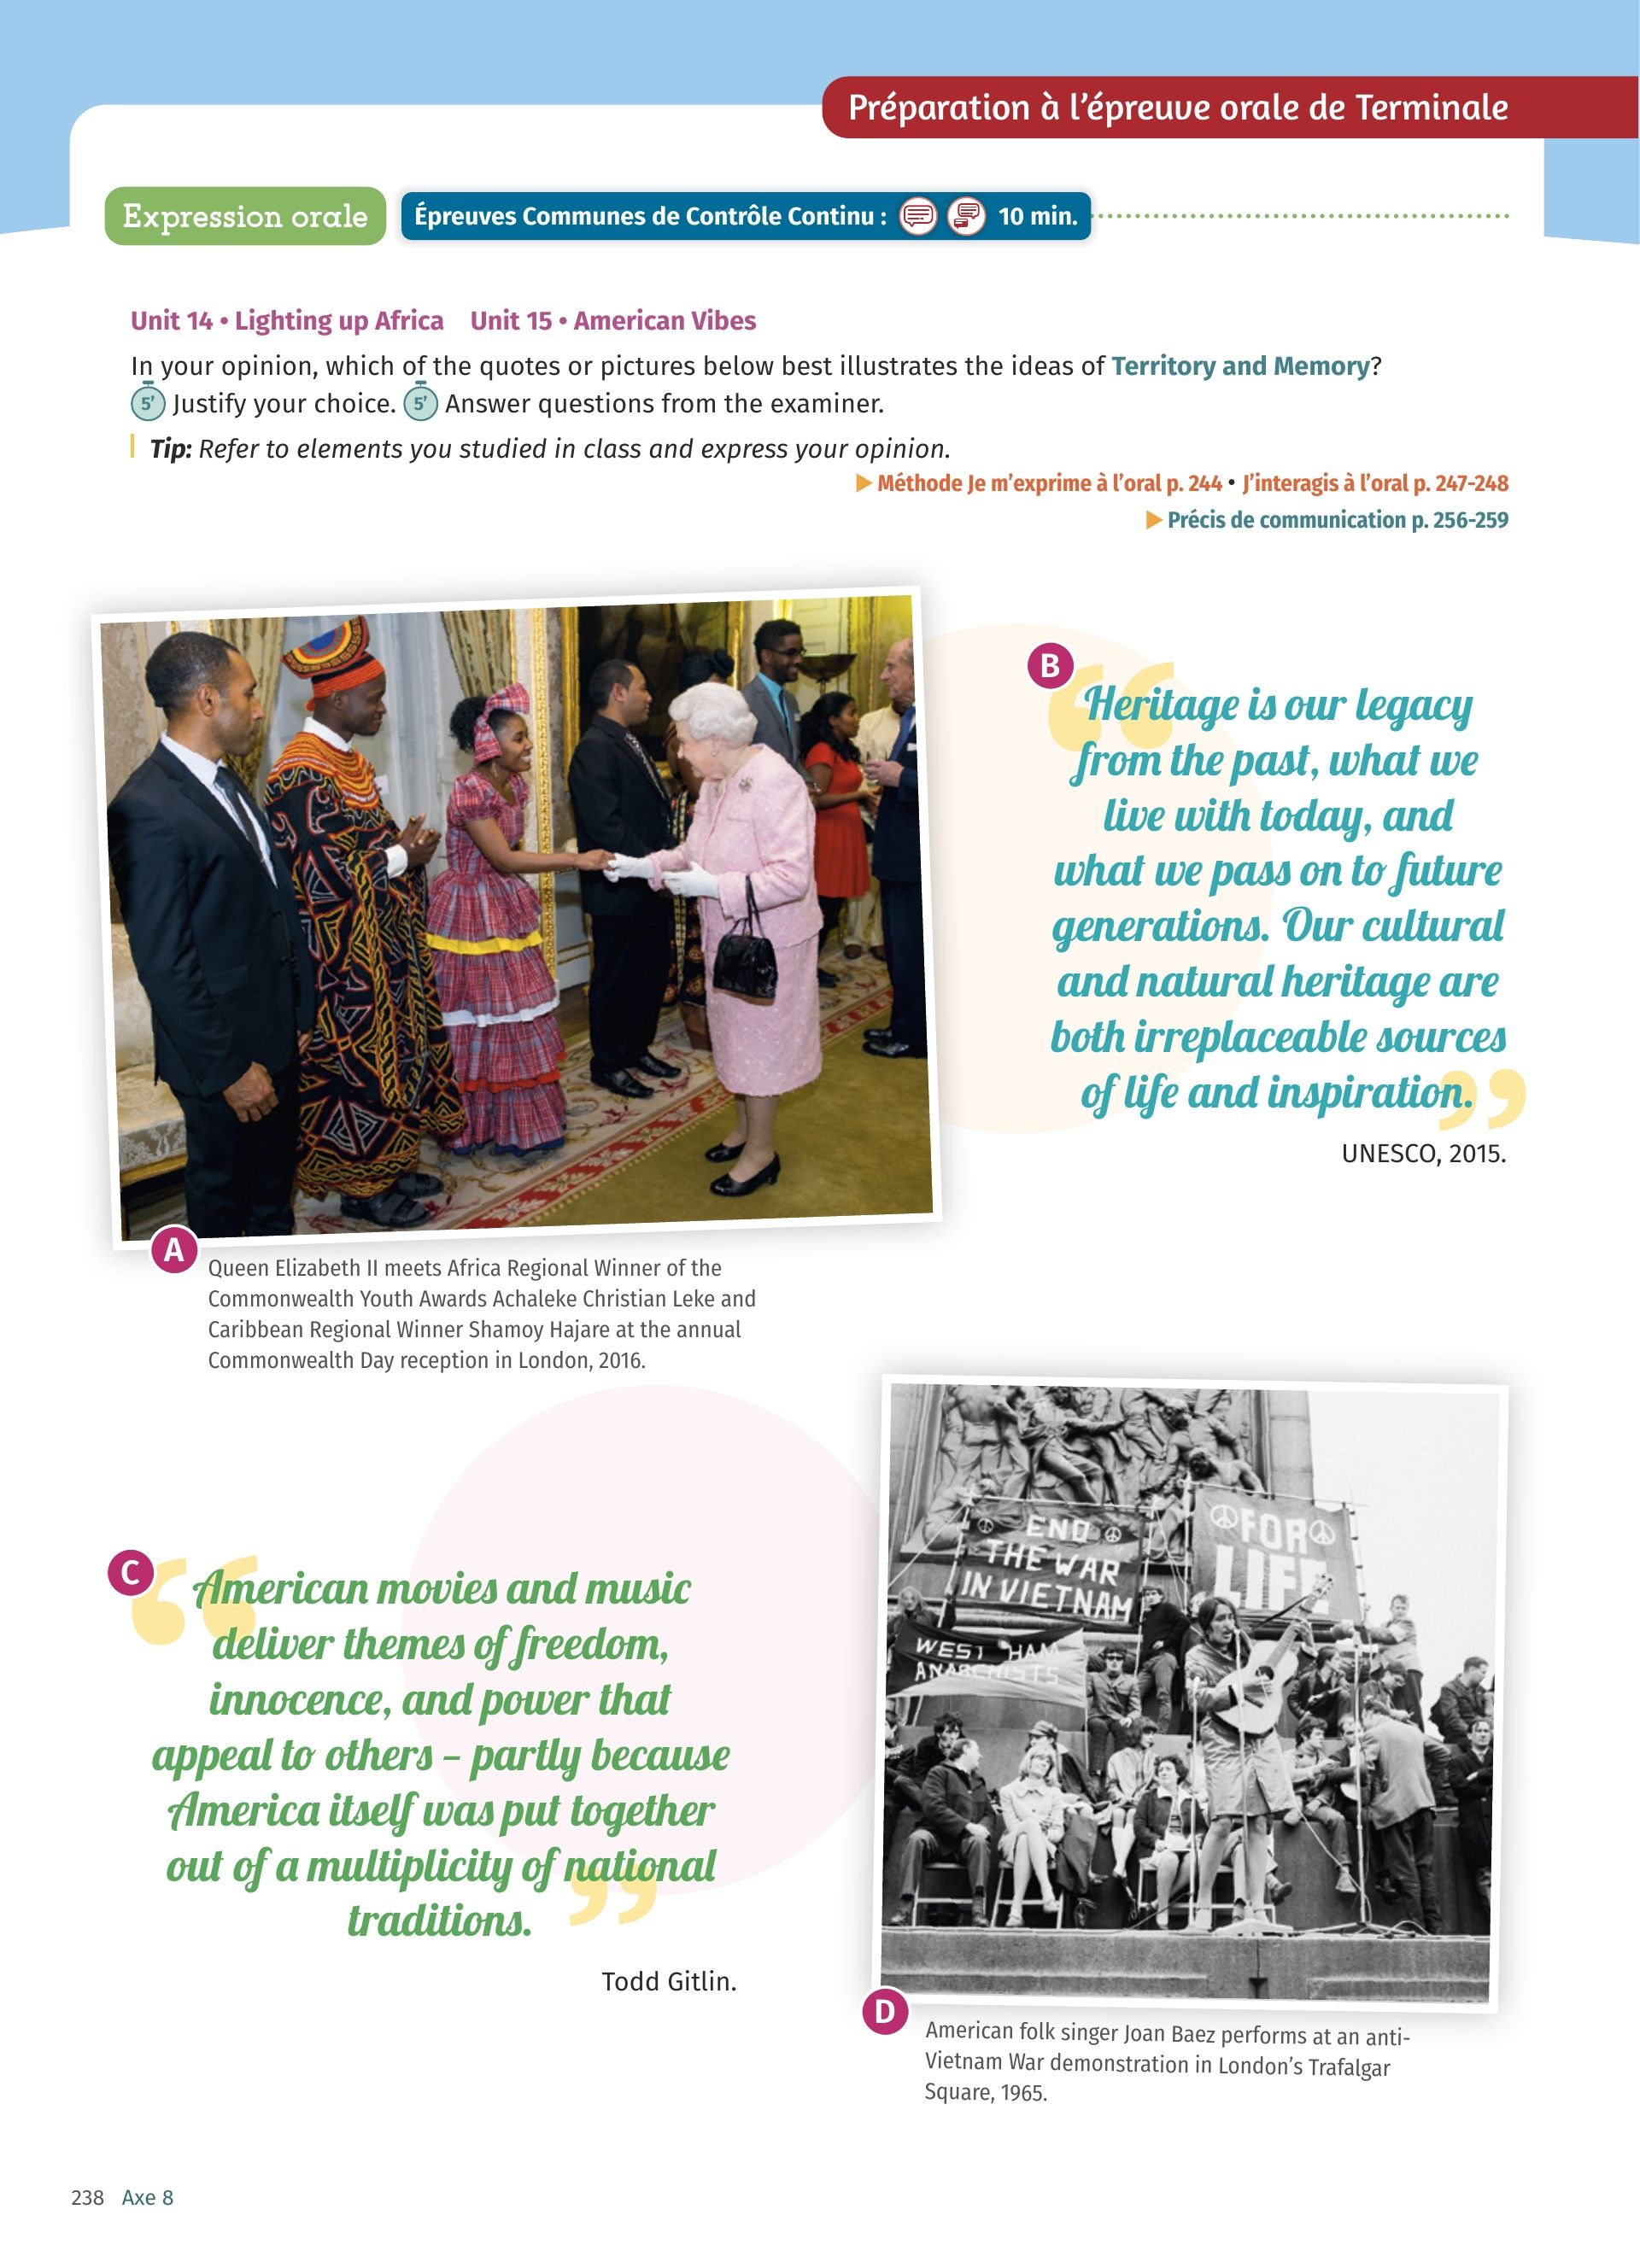 Préparation à l'épreuve orale de Terminale
Expression orale
Épreuves Communes de Contrôle Continu : 10 min.
Unit 14 • Lighting up Africa Unit 15 • American Vibes
In your opinion, which of the quotes or pictures below best illustrates the ideas of Territory and Memory?
5' Justify your choice. 5' Answer questions from the examiner.
Tip: Refer to elements you studied in class and express your opinion.
▶ Méthode Je m'exprime à l'oral p. 244 • J'interagis à l'oral p. 247-248
▶ Précis de communication p. 256-259
B
“Heritage is our legacy
from the past, what we
live with today, and
what we pass on to future
generations. Our cultural
and natural heritage are
both irreplaceable sources
of life and inspiration.”
UNESCO, 2015.
A
Queen Elizabeth II meets Africa Regional Winner of the
Commonwealth Youth Awards Achaleke Christian Leke and
Caribbean Regional Winner Shamoy Hajare at the annual
Commonwealth Day reception in London, 2016.
C
“American movies and music
deliver themes of freedom,
innocence, and power that
appeal to others – partly because
America itself was put together
out of a multiplicity of national
traditions.”
Todd Gitlin.
END
THE WAR
IN VIETNAM
FOR
LIFE
WEST HAM
ANARCHISTS
D
American folk singer Joan Baez performs at an anti-
Vietnam War demonstration in London's Trafalgar
Square, 1965.
238 Axe 8